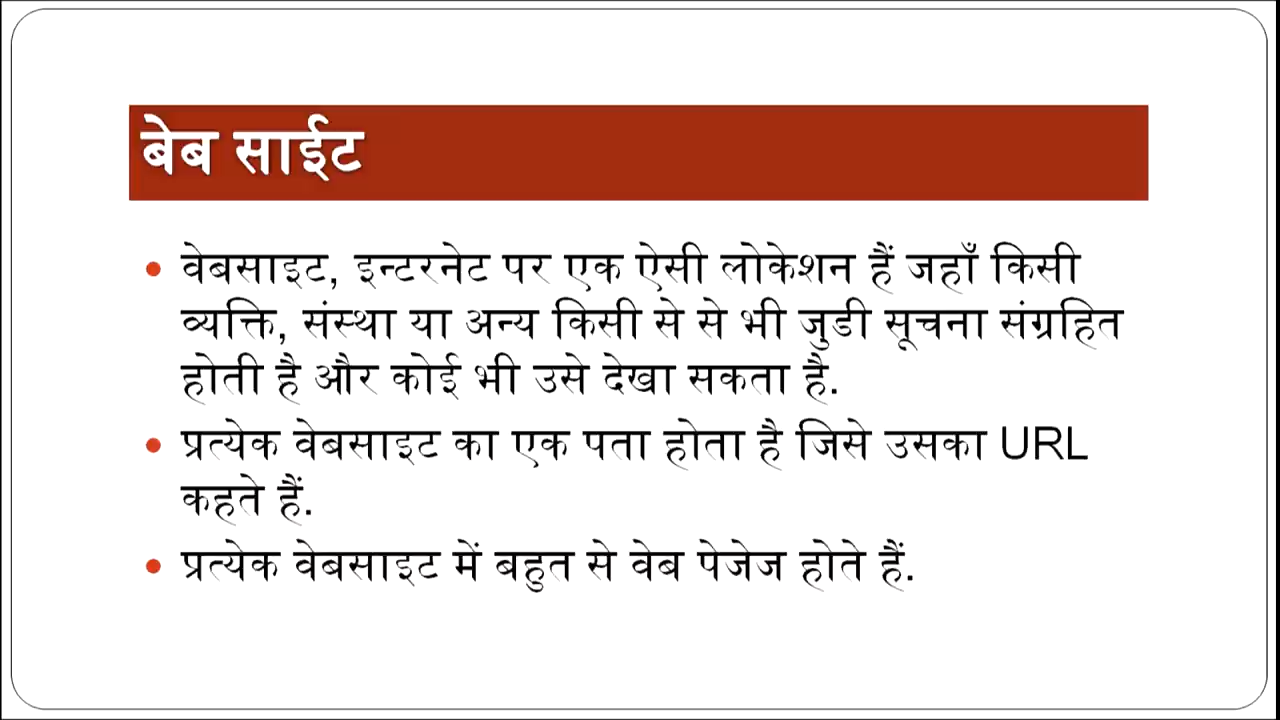 बेब साईट
वेबसाइट, इन्टरनेट पर एक ऐसी लोकेशन हैं जहाँ किसी
व्यक्ति, संस्था या अन्य किसी से से भी जुडी सूचना संग्रहित
होती है और कोई भी उसे देखा सकता है.
प्रत्येक वेबसाइट का एक पता होता है जिसे उसका URL
कहते हैं.
प्रत्येक वेबसाइट में बहुत से वेब पेजेज होते हैं.